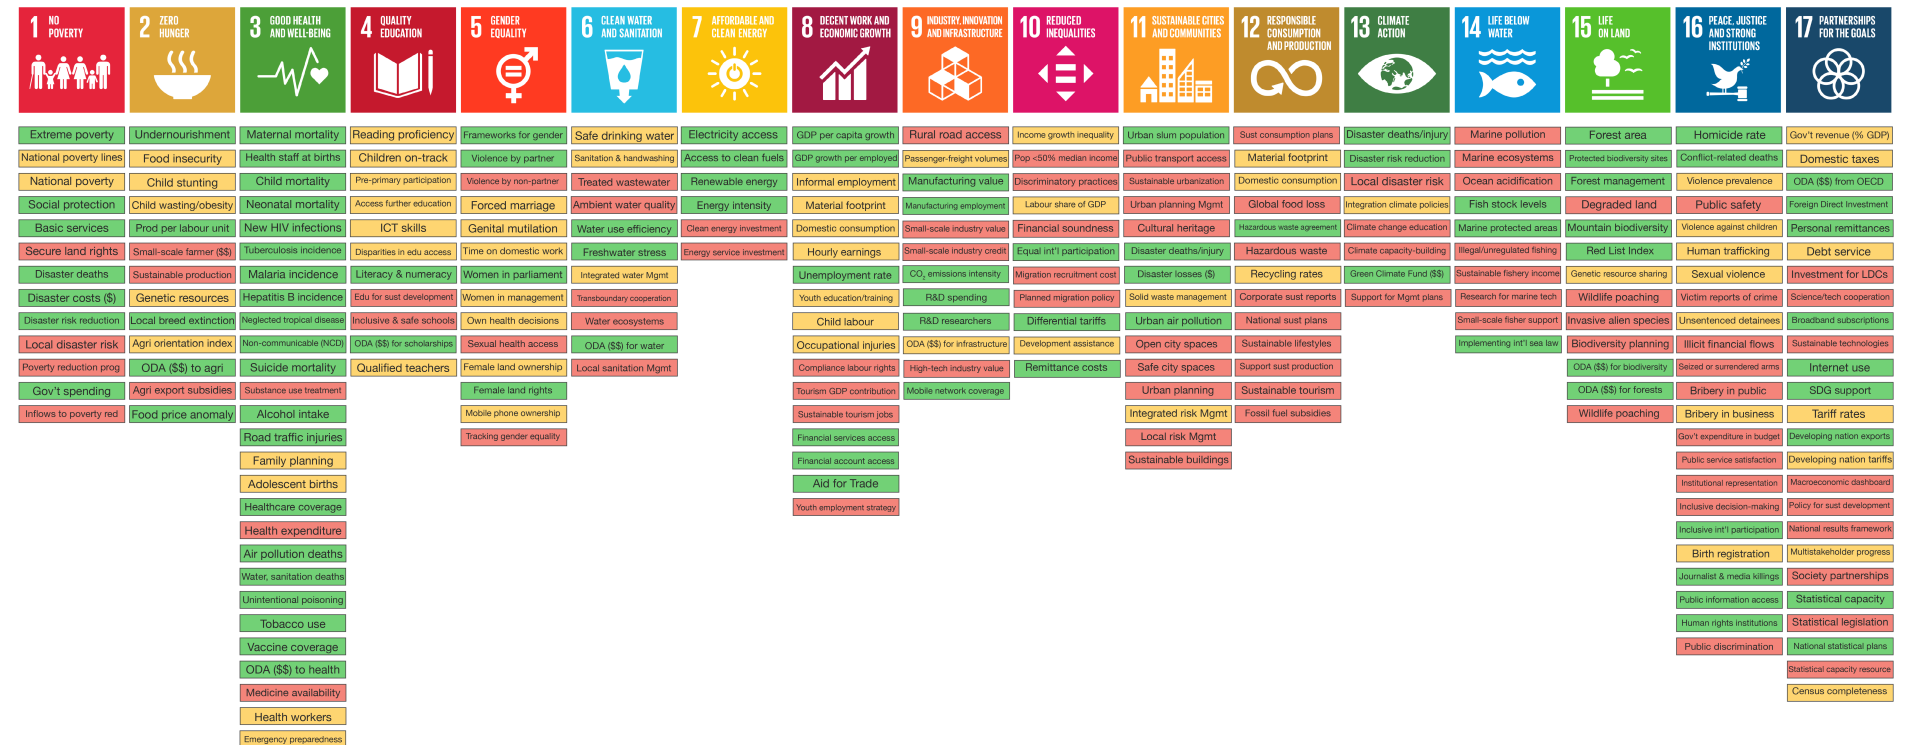 1 NO
POVERTY
Extreme poverty
National poverty lines
National poverty
Social protection
Basic services
Secure land rights
Disaster deaths
Disaster costs ($)
Disaster risk reduction
Local disaster risk
Poverty reduction prog
Gov't spending
Inflows to poverty red
2 ZERO
HUNGER
Undernourishment
Food insecurity
Child stunting
Child wasting/obesity
Prod per labour unit
Small-scale farmer ($$)
Sustainable production
Genetic resources
Local breed extinction
Agri orientation index
ODA ($$) to agri
Agri export subsidies
Food price anomaly
3 GOOD HEALTH
AND WELL-BEING
Maternal mortality
Health staff at births
Child mortality
Neonatal mortality
New HIV infections
Tuberculosis incidence
Malaria incidence
Hepatitis B incidence
Neglected tropical disease
Non-communicable (NCD)
Suicide mortality
Substance use treatment
Alcohol intake
Road traffic injuries
Family planning
Adolescent births
Healthcare coverage
Health expenditure
Air pollution deaths
Water, sanitation deaths
Unintentional poisoning
Tobacco use
Vaccine coverage
ODA ($$) to health
Medicine availability
Health workers
Emergency preparedness
4 QUALITY
EDUCATION
Reading proficiency
Children on-track
Pre-primary participation
Access further education
ICT skills
Disparities in edu access
Literacy & numeracy
Edu for sust development
Inclusive & safe schools
ODA ($$) for scholarships
Qualified teachers
5 GENDER
EQUALITY
Frameworks for gender
Violence by partner
Violence by non-partner
Forced marriage
Genital mutilation
Time on domestic work
Women in parliament
Women in management
Own health decisions
Sexual health access
Female land ownership
Female land rights
Mobile phone ownership
Tracking gender equality
6 CLEAN WATER
AND SANITATION
Safe drinking water
Sanitation & handwashing
Treated wastewater
Ambient water quality
Water use efficiency
Freshwater stress
Integrated water Mgmt
Transboundary cooperation
Water ecosystems
ODA ($$) for water
Local sanitation Mgmt
7 AFFORDABLE AND
CLEAN ENERGY
Electricity access
Access to clean fuels
Renewable energy
Energy intensity
Clean energy investment
Energy service investment
8 DECENT WORK AND
ECONOMIC GROWTH
GDP per capita growth
GDP growth per employed
Informal employment
Material footprint
Domestic consumption
Hourly earnings
Unemployment rate
Youth education/training
Child labour
Occupational injuries
Compliance labour rights
Tourism GDP contribution
Sustainable tourism jobs
Financial services access
Financial account access
Aid for Trade
Youth employment strategy
9 INDUSTRY, INNOVATION
AND INFRASTRUCTURE
Rural road access
Passenger-freight volumes
Manufacturing value
Manufacturing employment
Small-scale industry value
Small-scale industry credit
CO2 emissions intensity
R&D spending
R&D researchers
ODA ($$) for infrastructure
High-tech industry value
Mobile network coverage
10 REDUCED
INEQUALITIES
Income growth inequality
Pop <50% median income
Discriminatory practices
Labour share of GDP
Financial soundness
Equal int'l participation
Migration recruitment cost
Planned migration policy
Differential tariffs
Development assistance
Remittance costs
11 SUSTAINABLE CITIES
AND COMMUNITIES
Urban slum population
Public transport access
Sustainable urbanization
Urban planning Mgmt
Cultural heritage
Disaster deaths/injury
Disaster losses ($)
Solid waste management
Urban air pollution
Open city spaces
Safe city spaces
Urban planning
Integrated risk Mgmt
Local risk Mgmt
Sustainable buildings
12 RESPONSIBLE
CONSUMPTION
AND PRODUCTION
Sust consumption plans
Material footprint
Domestic consumption
Global food loss
Hazardous waste agreement
Hazardous waste
Recycling rates
Corporate sust reports
National sust plans
Sustainable lifestyles
Support sust production
Sustainable tourism
Fossil fuel subsidies
13 CLIMATE
ACTION
Disaster deaths/injury
Disaster risk reduction
Local disaster risk
Integration climate policies
Climate change education
Climate capacity-building
Green Climate Fund ($$)
Support for Mgmt plans
14 LIFE BELOW
WATER
Marine pollution
Marine ecosystems
Ocean acidification
Fish stock levels
Marine protected areas
Illegal/unregulated fishing
Sustainable fishery income
Research for marine tech
Small-scale fisher support
Implementing int'l sea law
15 LIFE
ON LAND
Forest area
Protected biodiversity sites
Forest management
Degraded land
Mountain biodiversity
Red List Index
Genetic resource sharing
Wildlife poaching
Invasive alien species
Biodiversity planning
ODA ($$) for biodiversity
ODA ($$) for forests
Wildlife poaching
16 PEACE, JUSTICE
AND STRONG
INSTITUTIONS
Homicide rate
Conflict-related deaths
Violence prevalence
Public safety
Violence against children
Human trafficking
Sexual violence
Victim reports of crime
Unsentenced detainees
Illicit financial flows
Seized or surrendered arms
Bribery in public
Bribery in business
Gov't expenditure in budget
Public service satisfaction
Institutional representation
Inclusive decision-making
Inclusive int'l participation
Birth registration
Journalist & media killings
Public information access
Human rights institutions
Public discrimination
17 PARTNERSHIPS
FOR THE GOALS
Gov't revenue (% GDP)
Domestic taxes
ODA ($$) from OECD
Foreign Direct Investment
Personal remittances
Debt service
Investment for LDCs
Science/tech cooperation
Broadband subscriptions
Sustainable technologies
Internet use
SDG support
Tariff rates
Developing nation exports
Developing nation tariffs
Macroeconomic dashboard
Policy for sust development
National results framework
Multistakeholder progress
Society partnerships
Statistical capacity
Statistical legislation
National statistical plans
Statistical capacity resource
Census completeness